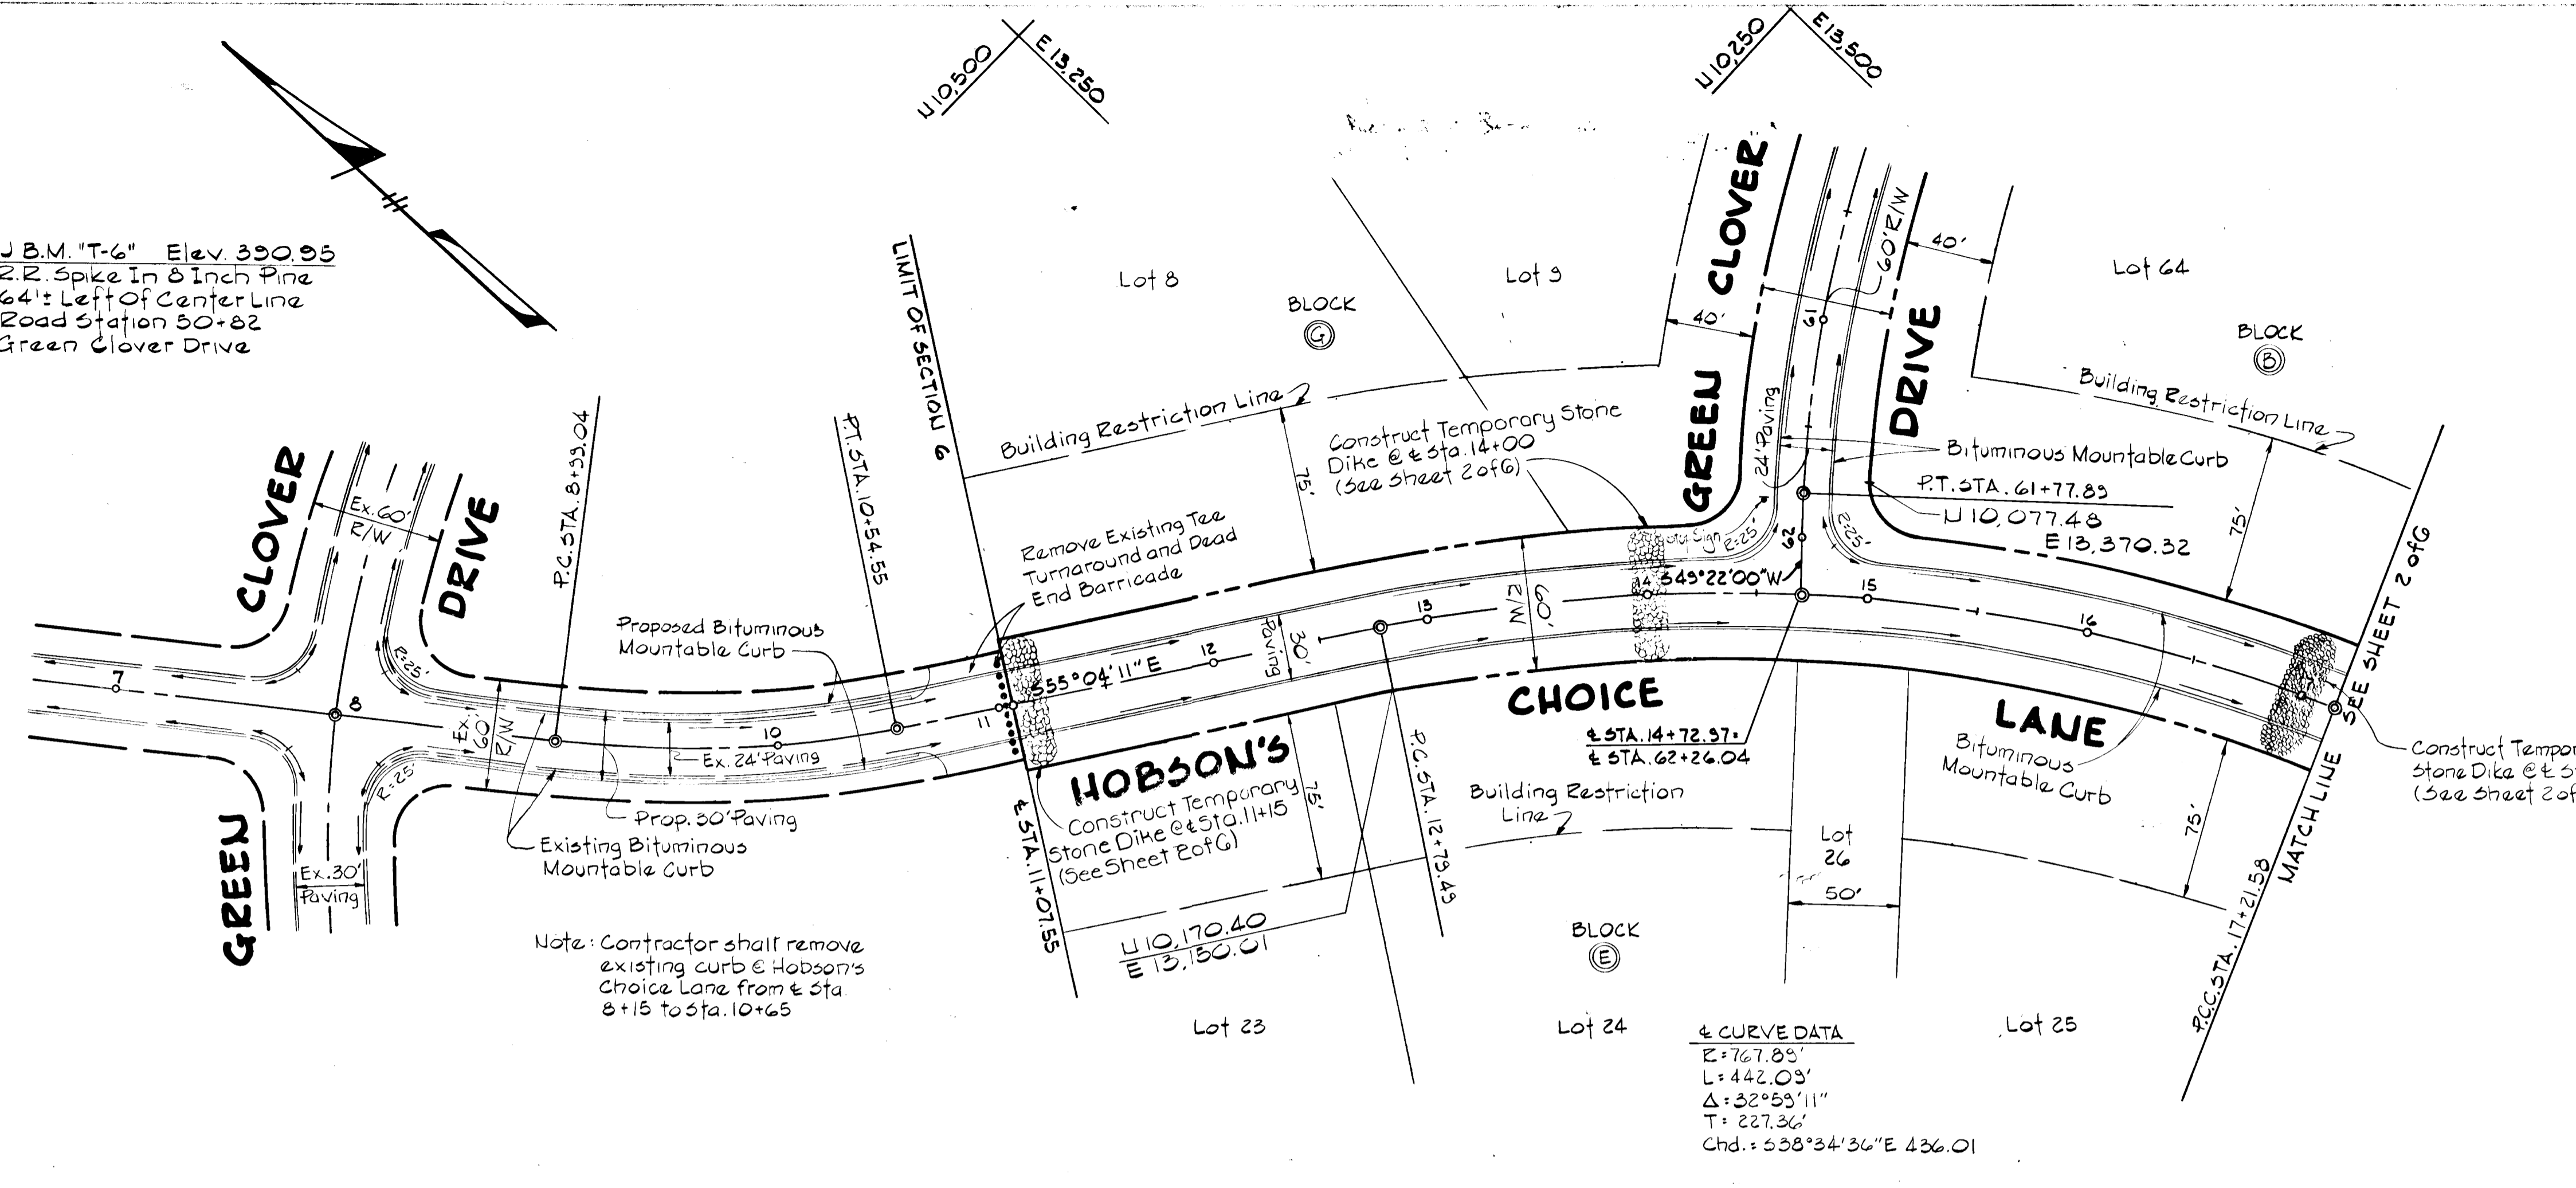 N 10,500
E 13,250
N 10,250
E 13,500
B.M. "T-6" Elev. 390.95
R.R. Spike In 8 Inch Pine
64'± Left Of Center Line
Road Station 50+82
Green Clover Drive
LIMIT OF SECTION 6
Lot 8
BLOCK
G
Lot 9
GREEN CLOVER
DRIVE
60' R/W
40'
40'
61
Lot 64
BLOCK
B
Building Restriction Line
Building Restriction Line
75'
75'
Construct Temporary Stone
Dike @ ℄ Sta. 14+00
(See Sheet 2 of 6)
24' Paving
Bituminous Mountable Curb
P.T. STA. 61+77.89
N 10,077.48
E 13,370.32
62
Sign
R=25'
R=25'
CLOVER
DRIVE
GREEN
Ex. 60'
R/W
P.C. STA. 8+99.04
P.T. STA. 10+54.55
Remove Existing Tee
Turnaround and Dead
End Barricade
Proposed Bituminous
Mountable Curb
R=25'
R=25'
7
8
Ex.
60'
R/W
10
Ex. 24' Paving
11
S55°04'11"E
12
30'
Paving
13
60'
R/W
14
S49°22'00"W
15
16
SEE SHEET 2 of 6
MATCH LINE
Prop. 30' Paving
Existing Bituminous
Mountable Curb
Ex. 30'
Paving
HOBSON'S
CHOICE
LANE
℄ STA. 11+07.55
Construct Temporary
Stone Dike @ ℄ Sta. 11+15
(See Sheet 2 of 6)
75'
P.C. STA. 12+79.49
℄ STA. 14+72.97=
℄ STA. 62+26.04
Building Restriction
Line
Bituminous
Mountable Curb
75'
Construct Tempor
Stone Dike @ ℄ S
(See Sheet 2 of
Lot
26
50'
N 10,170.40
E 13,150.01
BLOCK
E
P.C.C. STA. 17+21.58
Note: Contractor shall remove
existing curb @ Hobson's
Choice Lane from ℄ Sta.
8+15 to Sta. 10+65
Lot 23
Lot 24
Lot 25
℄ CURVE DATA
R=767.89'
L=442.09'
Δ=32°59'11"
T=227.36'
Chd.=S38°34'36"E 436.01